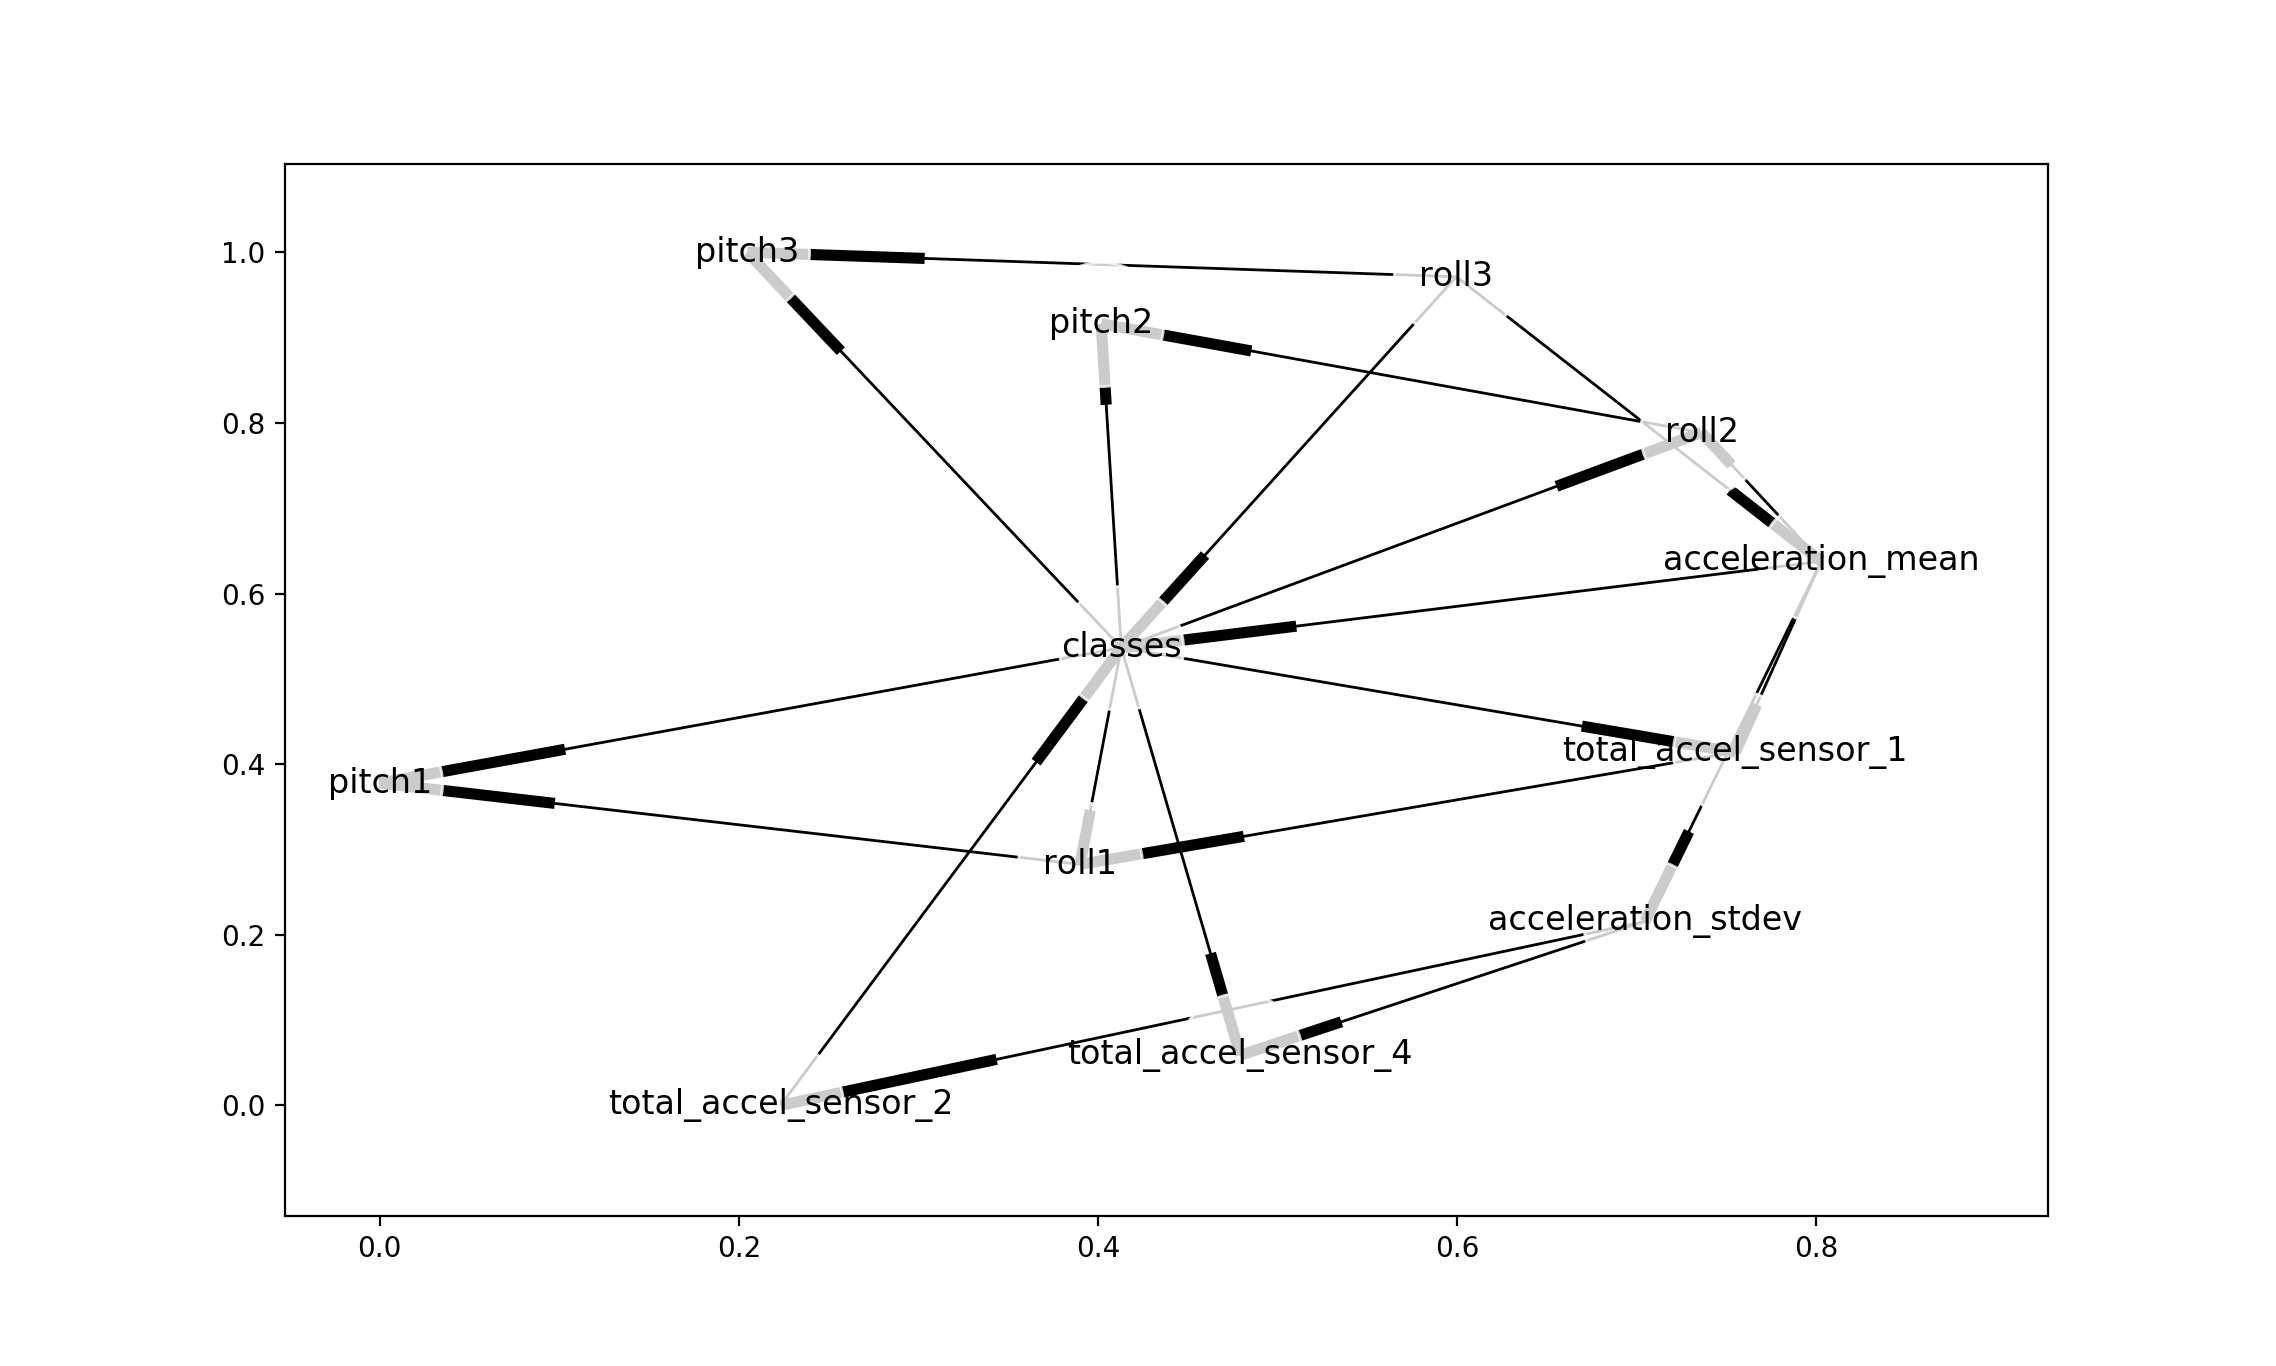 1.0
pitch3
roll3
pitch2
0.8
roll2
acceleration_mean
0.6
classes
total_accel_sensor_1
0.4
pitch1
roll1
0.2
acceleration_stdev
total_accel_sensor_4
0.0
total_accel_sensor_2
0.0 0.2 0.4 0.6 0.8